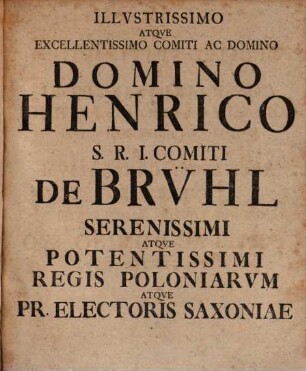 ILLVSTRISSIMO
ATQVE
EXCELLENTISSIMO COMITI AC DOMINO
DOMINO
HENRICO
S. R. I. COMITI
DE BRVHL
SERENISSIMI
ATQVE
POTENTISSIMI
REGIS POLONIARVM
ATQVE
PR. ELECTORIS SAXONIAE